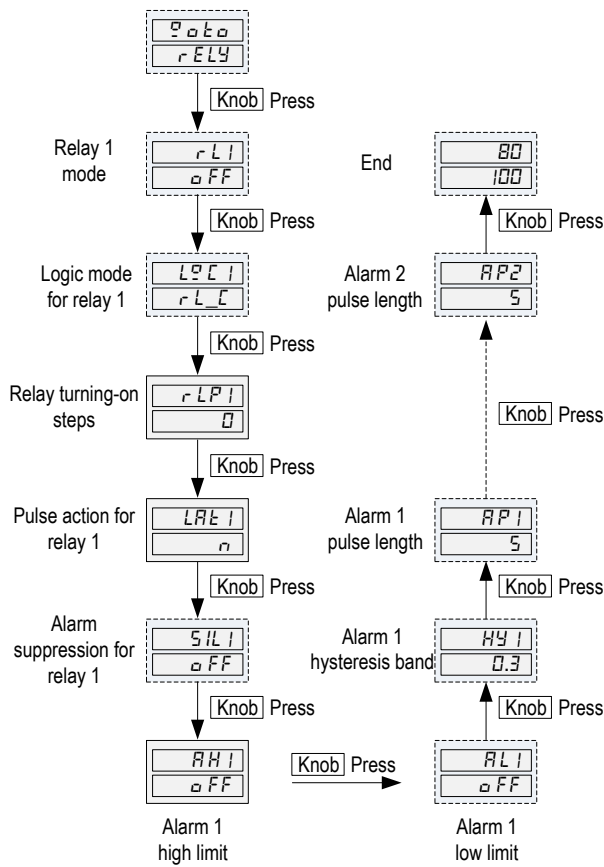 goto
rELY
Knob Press
Relay 1
mode
rL1
oFF
Knob Press
Logic mode
for relay 1
LgC1
rL_C
Knob Press
Relay turning-on
steps
rLP1
0
Knob Press
Pulse action for
relay 1
LAt1
n
Knob Press
Alarm
suppression for
relay 1
SIL1
oFF
Knob Press
AH1
oFF
Alarm 1
high limit
Knob Press
AL1
oFF
Alarm 1
low limit
Knob Press
Alarm 1
hysteresis band
HY1
0.3
Knob Press
Alarm 1
pulse length
AP1
5
Knob Press
Alarm 2
pulse length
AP2
5
Knob Press
End
80
100